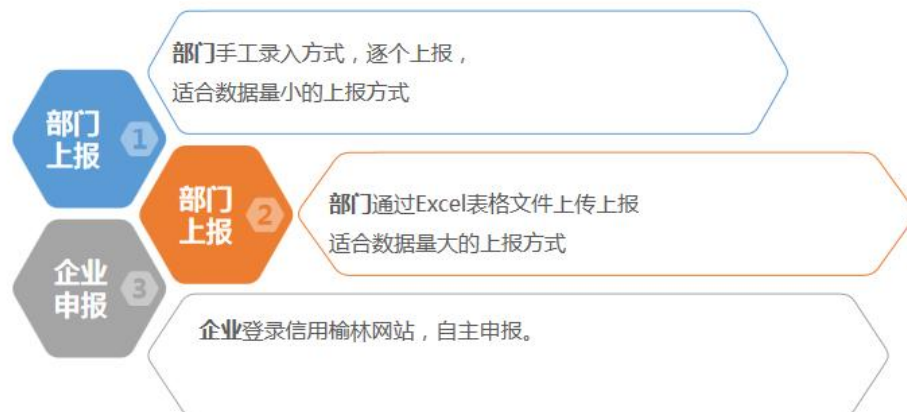 部门
上报
1
部门手工录入方式，逐个上报，
适合数据量小的上报方式
部门
上报
2
部门通过Excel表格文件上传上报
适合数据量大的上报方式
企业
申报
3
企业登录信用榆林网站，自主申报。